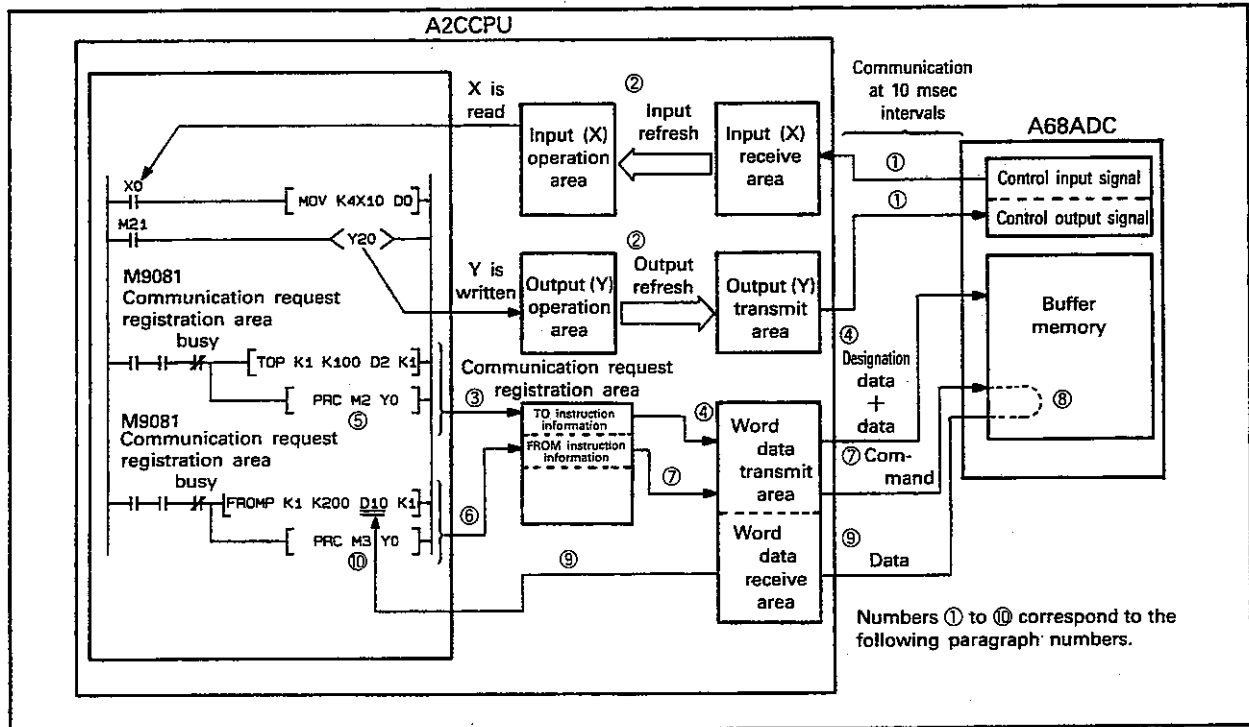 A2CCPU
X is
read
②
Input
refresh
Input (X)
operation
area
Input (X)
receive
area
Communication
at 10 msec
intervals
A68ADC
①
Control input signal
①
Control output signal
X0
MOV K4X10 D0
M21
Y20
Y is
written
②
Output
refresh
Output (Y)
operation
area
Output (Y)
transmit
area
Buffer
memory
M9081
Communication request
registration area
busy
TOP K1 K100 D2 K1
PRC M2 Y0
⑤
③
Communication request
registration area
TO instruction
information
FROM instruction
information
④
Designation
data
+
data
④
Word
data
transmit
area
⑦
⑦ Com-
mand
⑧
M9081
Communication request
registration area
busy
FROMP K1 K200 D10 K1
PRC M3 Y0
⑩
⑥
⑨
Word
data
receive
area
⑨
Data
Numbers ① to ⑩ correspond to the
following paragraph numbers.